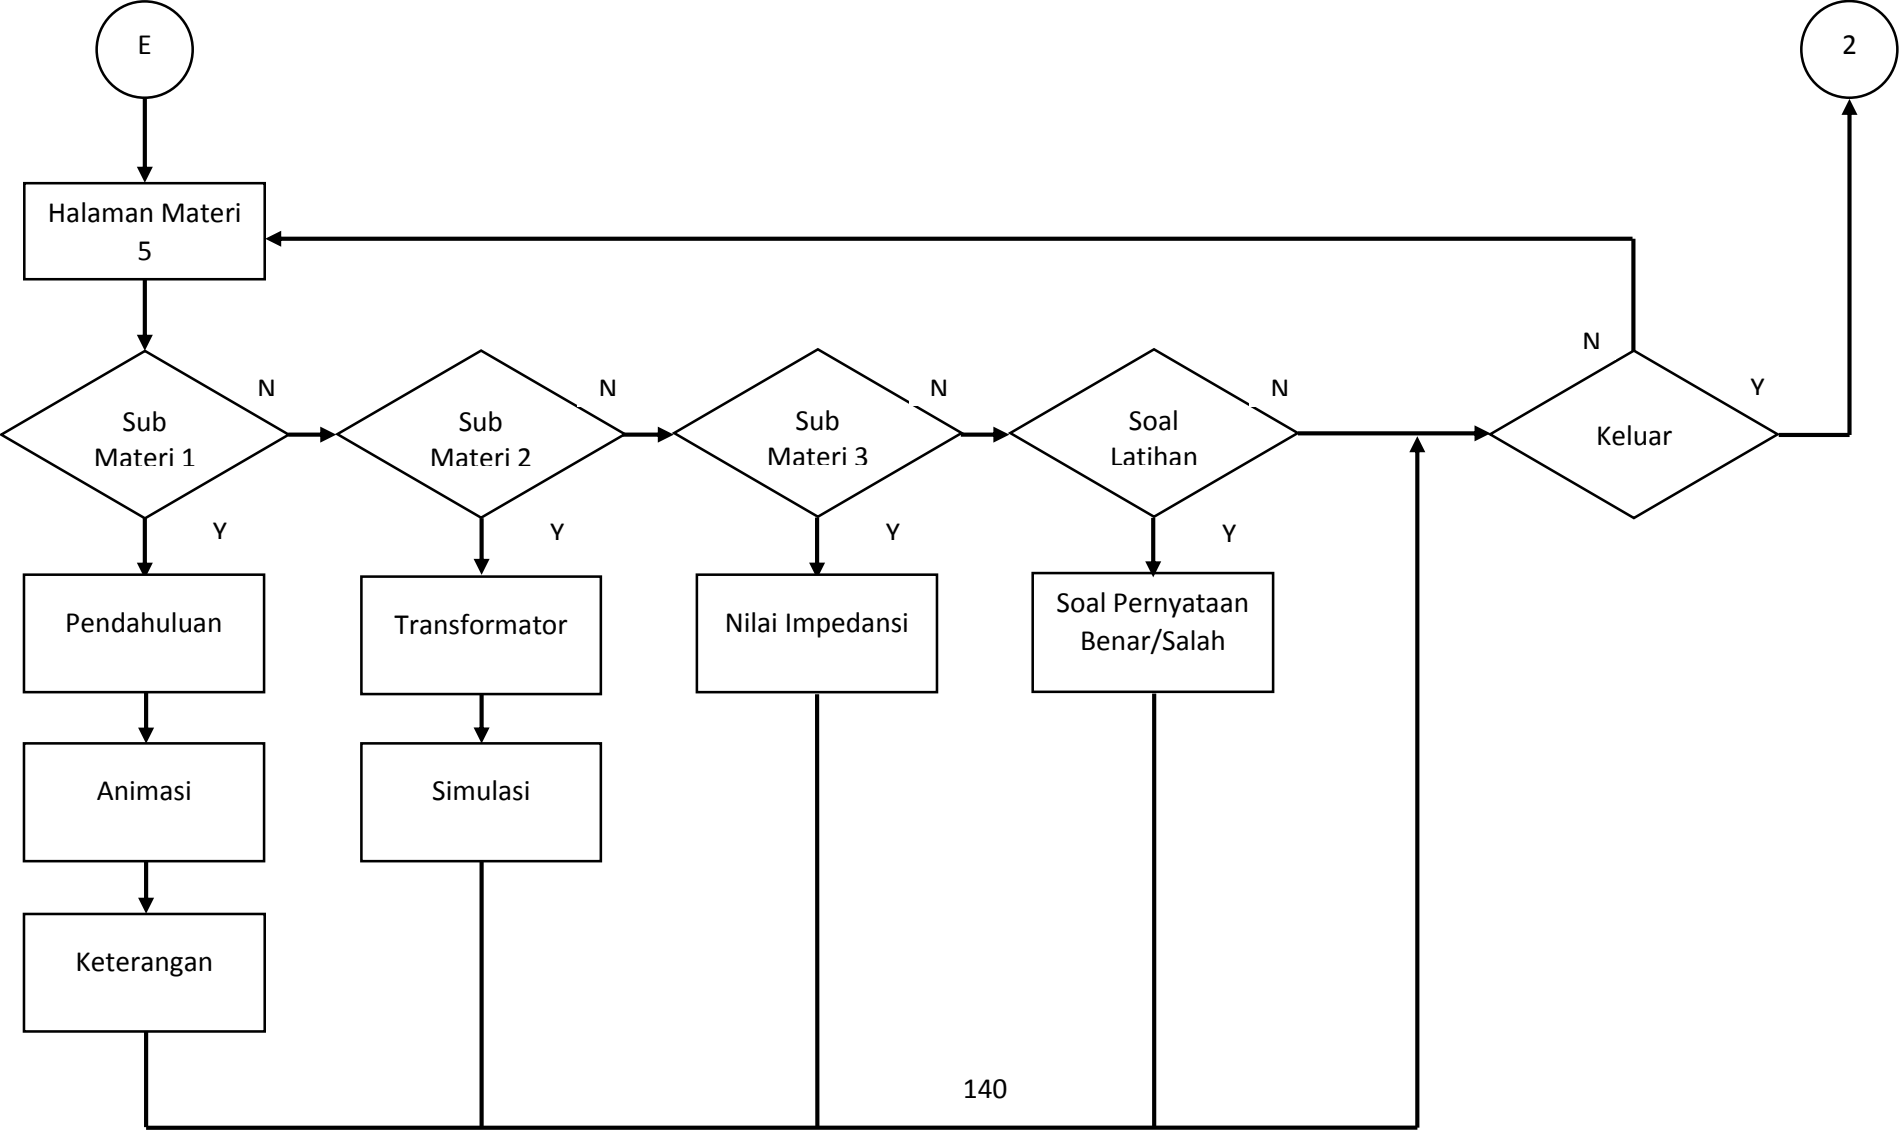 E
2
Halaman Materi
5
N
N
N
N
N
Y
Sub
Materi 1
Sub
Materi 2
Sub
Materi 3
Soal
Latihan
Keluar
Y
Y
Y
Y
Pendahuluan
Transformator
Nilai Impedansi
Soal Pernyataan
Benar/Salah
Animasi
Simulasi
Keterangan
140